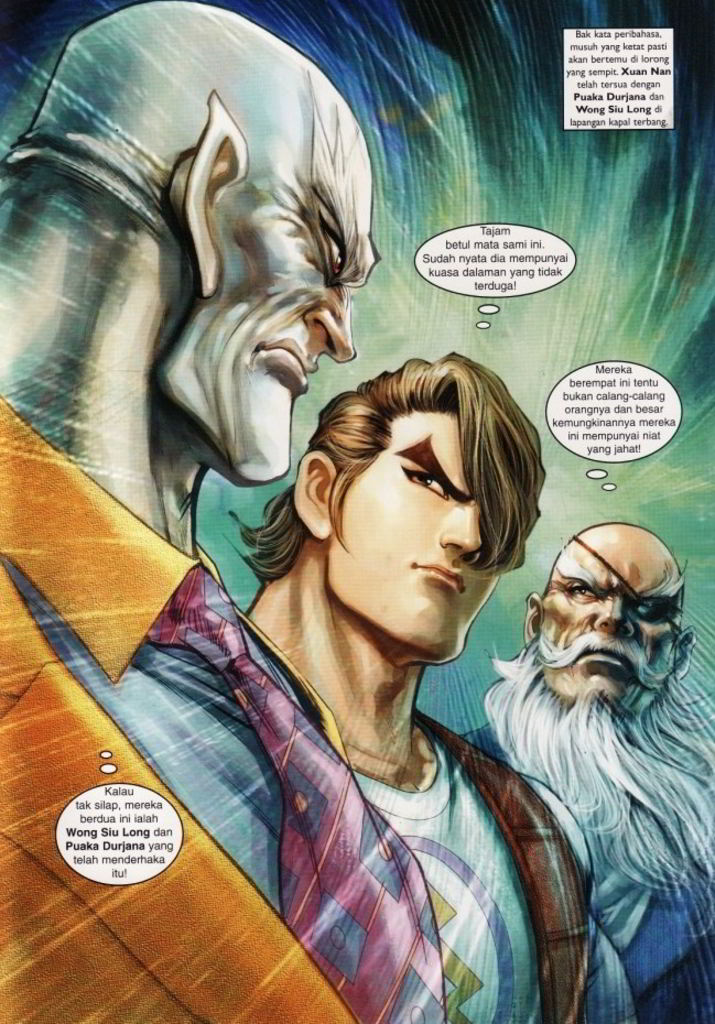 Bak kata peribahasa,
musuh yang ketat pasti
akan bertemu di lorong
yang sempit. Xuan Nan
telah tersua dengan
Puaka Durjana dan
Wong Siu Long di
lapangan kapal terbang.
Tajam
betul mata sami ini.
Sudah nyata dia mempunyai
kuasa dalaman yang tidak
terduga!
Mereka
berempat ini tentu
bukan calang-calang
orangnya dan besar
kemungkinannya mereka
ini mempunyai niat
yang jahat!
Kalau
tak silap, mereka
berdua ini ialah
Wong Siu Long dan
Puaka Durjana yang
telah menderhaka
itu!